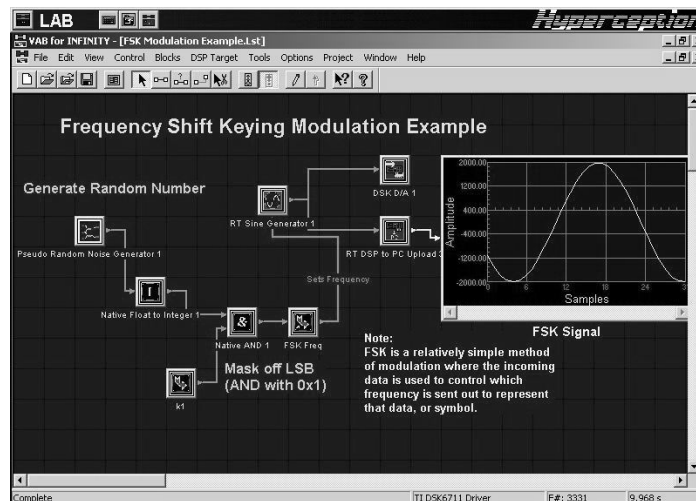 LAB
Hyperception
VAB for INFINITY - [FSK Modulation Example.Lst]
File Edit View Control Blocks DSP Target Tools Options Project Window Help
Frequency Shift Keying Modulation Example
Generate Random Number
Pseudo Random Noise Generator 1
Native Float to Integer 1
RT Sine Generator 1
DSK D/A 1
RT DSP to PC Upload 3
Sets Frequency
Native AND 1
FSK Freq
k1
Mask off LSB
(AND with 0x1)
2000.00
1200.00
400.00
-400.00
-1200.00
-2000.00
Amplitude
0 6 12 18 24
Samples
FSK Signal
Note:
FSK is a relatively simple method
of modulation where the incoming
data is used to control which
frequency is sent out to represent
that data, or symbol.
Complete
TI DSK6711 Driver
F#: 3331
9.968 s